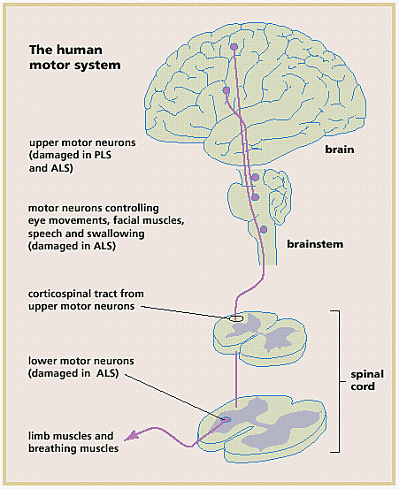 The human
motor system
upper motor neurons
(damaged in PLS
and ALS)
brain
motor neurons controlling
eye movements, facial muscles,
speech and swallowing
(damaged in ALS)
brainstem
corticospinal tract from
upper motor neurons
lower motor neurons
(damaged in ALS)
spinal
cord
limb muscles and
breathing muscles